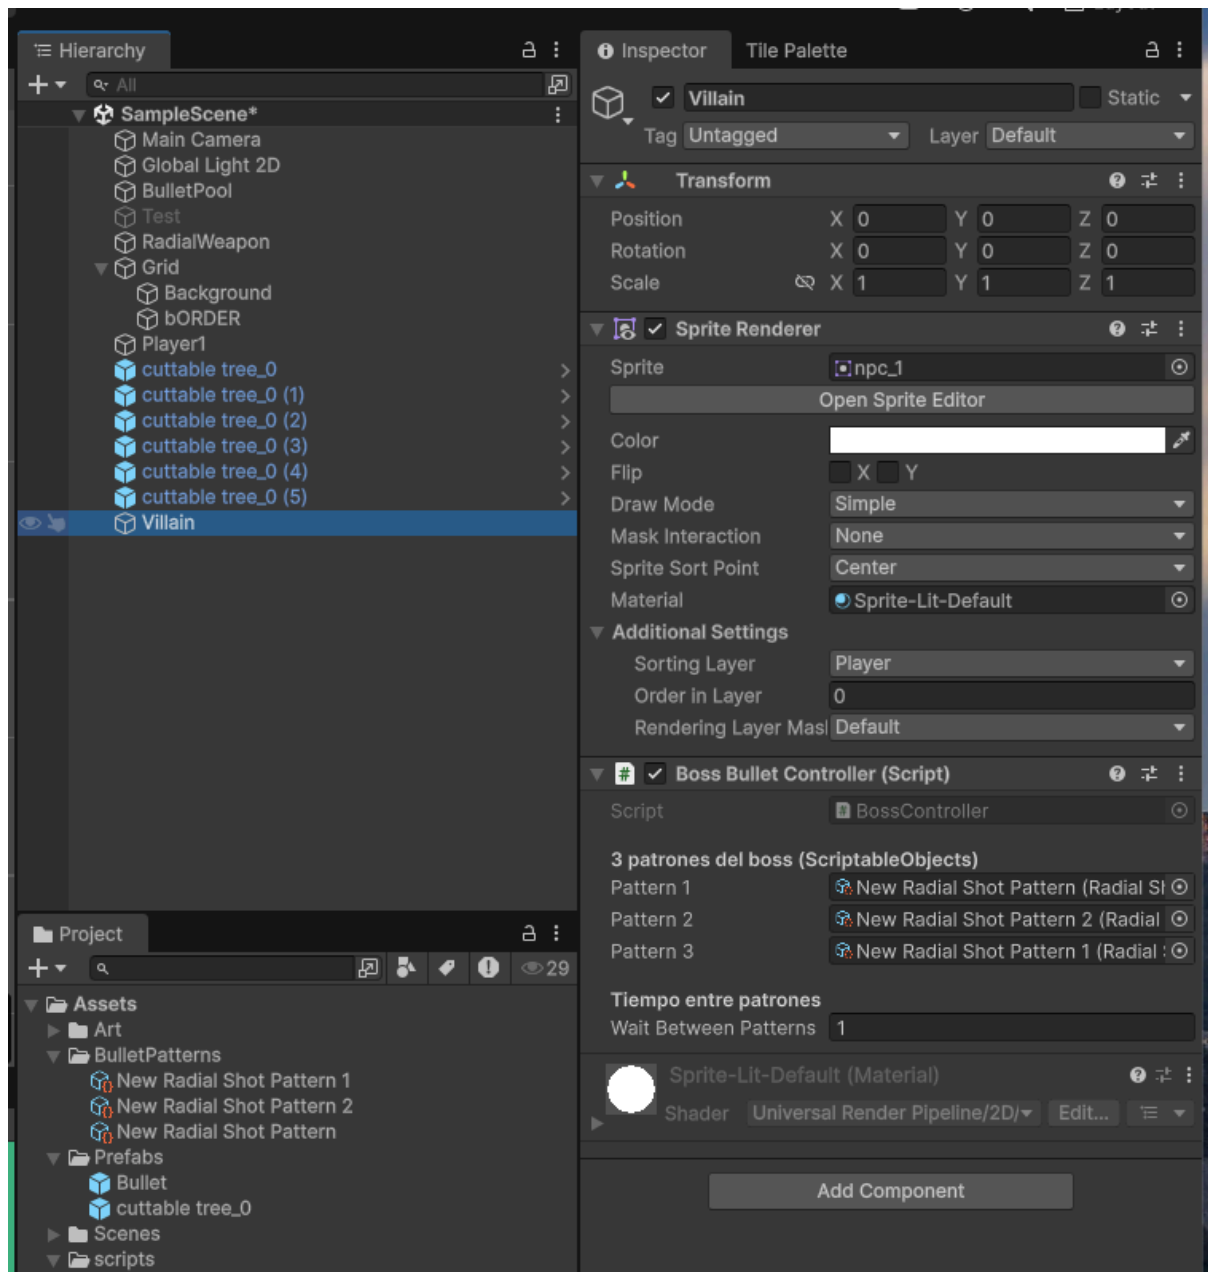 Hierarchy
All
SampleScene*
Main Camera
Global Light 2D
BulletPool
Test
RadialWeapon
Grid
Background
bORDER
Player1
cuttable tree_0
cuttable tree_0 (1)
cuttable tree_0 (2)
cuttable tree_0 (3)
cuttable tree_0 (4)
cuttable tree_0 (5)
Villain
Project
29
Assets
Art
BulletPatterns
New Radial Shot Pattern 1
New Radial Shot Pattern 2
New Radial Shot Pattern
Prefabs
Bullet
cuttable tree_0
Scenes
scripts
Inspector Tile Palette
Villain Static
Tag Untagged Layer Default
Transform
Position X 0 Y 0 Z 0
Rotation X 0 Y 0 Z 0
Scale X 1 Y 1 Z 1
Sprite Renderer
Sprite npc_1
Open Sprite Editor
Color
Flip X Y
Draw Mode Simple
Mask Interaction None
Sprite Sort Point Center
Material Sprite-Lit-Default
Additional Settings
Sorting Layer Player
Order in Layer 0
Rendering Layer Masl Default
# Boss Bullet Controller (Script)
Script BossController
3 patrones del boss (ScriptableObjects)
Pattern 1 New Radial Shot Pattern (Radial Sl
Pattern 2 New Radial Shot Pattern 2 (Radial
Pattern 3 New Radial Shot Pattern 1 (Radial
Tiempo entre patrones
Wait Between Patterns 1
Sprite-Lit-Default (Material)
Shader Universal Render Pipeline/2D/ Edit...
Add Component